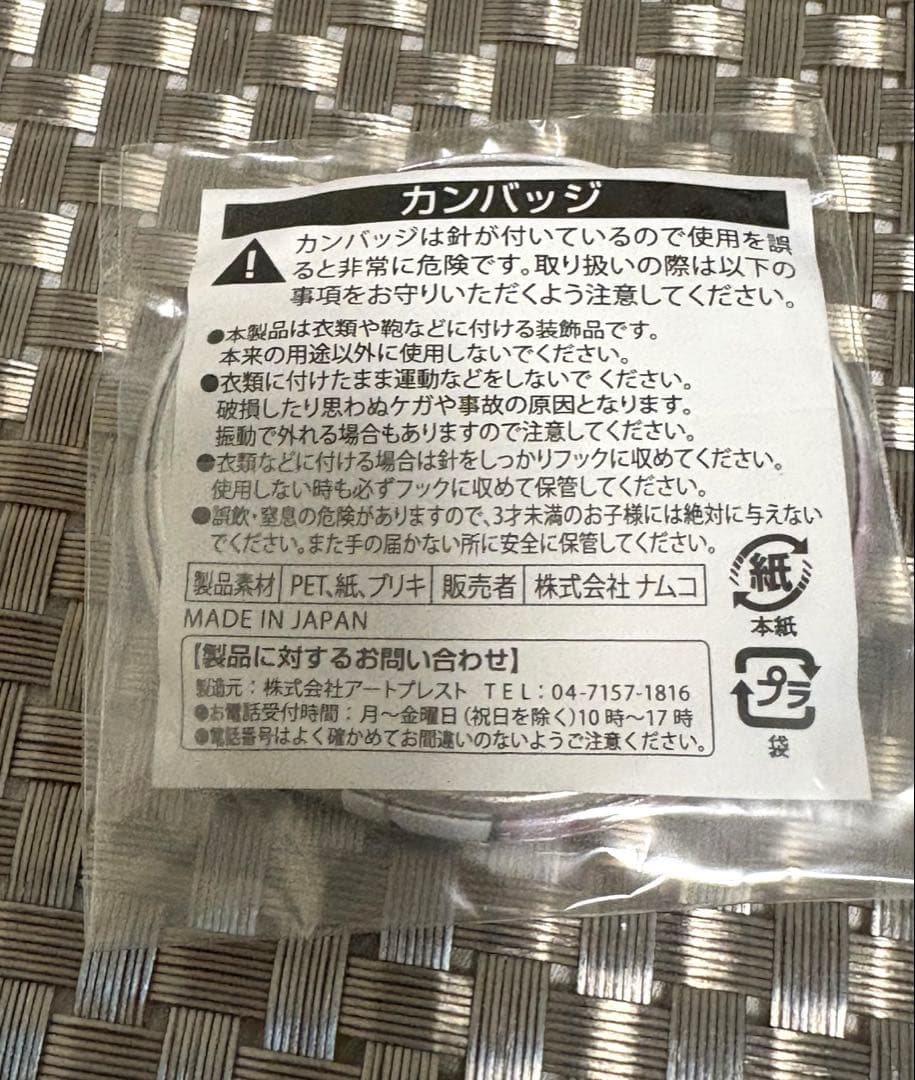 カンバッジ
カンバッジは針が付いているので使用を誤
ると非常に危険です。取り扱いの際は以下の
事項をお守りいただくよう注意してください。
●本製品は衣類や鞄などに付ける装飾品です。
本来の用途以外に使用しないでください。
●衣類に付けたまま運動などをしないでください。
破損したり思わぬケガや事故の原因となります。
振動で外れる場合もありますので注意してください。
●衣類などに付ける場合は針をしっかりフックに収めてください。
使用しない時も必ずフックに収めて保管してください。
●誤飲・窒息の危険がありますので、3才未満のお子様には絶対に与えない
でください。また手の届かない所に安全に保管してください。
製品素材 PET、紙、ブリキ 販売者 株式会社 ナムコ
MADE IN JAPAN
【製品に対するお問い合わせ】
製造元:株式会社アートプレスト TEL:04-7157-1816
●お電話受付時間:月〜金曜日(祝日を除く)10時〜17時
●電話番号はよく確かめてお間違いのないようご注意ください。
紙
本紙
プラ
袋